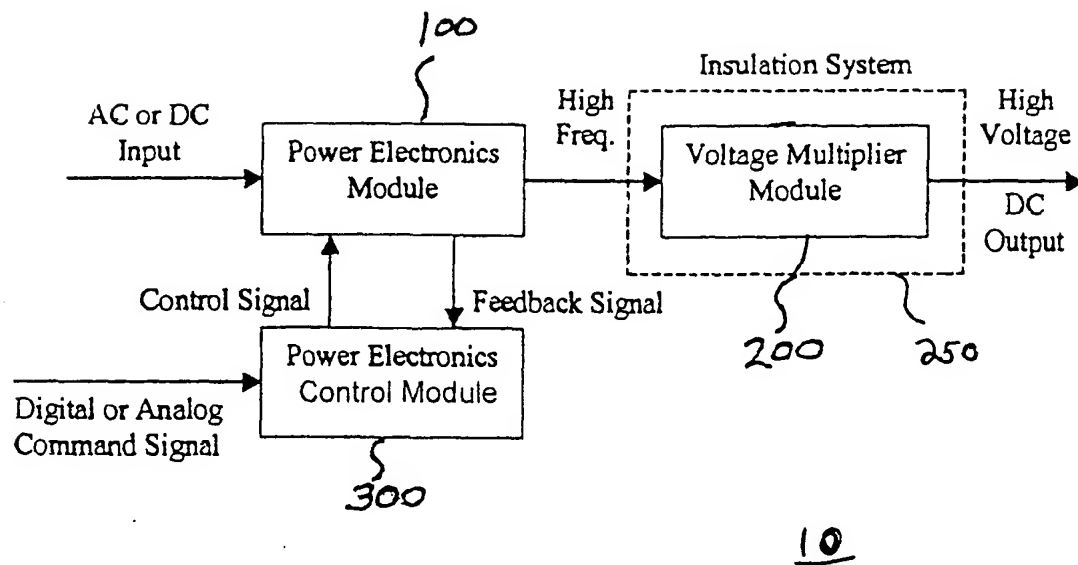 100
Insulation System
AC or DC
Input
Power Electronics
Module
High
Freq.
Voltage Multiplier
Module
High
Voltage
DC
Output
Control Signal
Feedback Signal
200
250
Power Electronics
Control Module
Digital or Analog
Command Signal
300
10